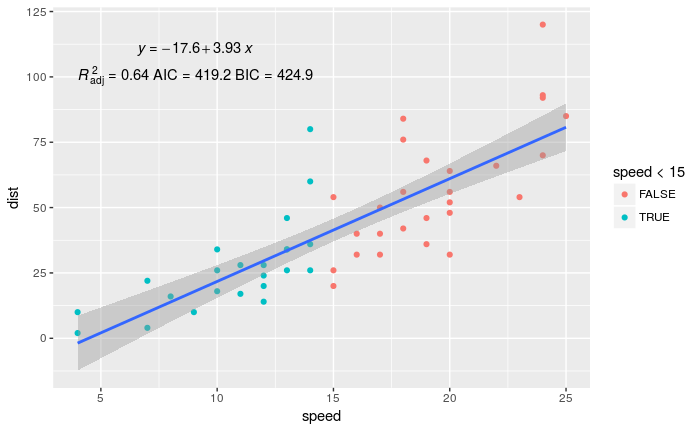 y = −17.6+3.93 x
R²adj = 0.64 AIC = 419.2 BIC = 424.9
125
100
75
50
25
0
dist
5 10 15 20 25
speed
speed < 15
FALSE
TRUE